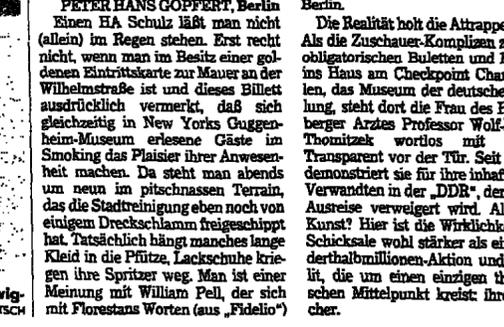 PETER HANS GÖPFERT, Berlin
Einen HA Schulz läßt man nicht
(allein) im Regen stehen. Erst recht
nicht, wenn man im Besitz einer gol-
denen Eintrittskarte zur Mauer an der
Wilhelmstraße ist und dieses Billett
ausdrücklich vermerkt, daß sich
gleichzeitig in New Yorks Guggen-
heim-Museum erlesene Gäste im
Smoking das Plaisier ihrer Anwesen-
heit machen. Da steht man abends
um neun im pitschnassen Terrain,
das die Stadtreinigung eben noch von
einigem Dreckschlamm freigeschippt
hat. Tatsächlich hängt manches lange
Kleid in die Pfütze, Lackschuhe krie-
gen ihre Spritzer weg. Man ist einer
Meinung mit William Pell, der sich
mit Florestans Worten (aus „Fidelio")
Berlin.
Die Realität holt die Attrappe
Als die Zuschauer-Komplizen
obligatorischen Buletten und
ins Haus am Checkpoint Cha
len, das Museum der deutsche
lung, steht dort die Frau des
berger Arztes Professor Wolf-
Thomitzek wortlos mit
Transparent vor der Tür. Seit
demonstriert sie für ihre inhaf
Verwandten in der „DDR", der
Ausreise verweigert wird. Al
Kunst? Hier ist die Wirklichk
Schicksale wohl stärker als ei
derthalbmillionen-Aktion und
lit, die um einen einzigen th
schen Mittelpunkt kreist: ihr
cher.
wig-
TSCH